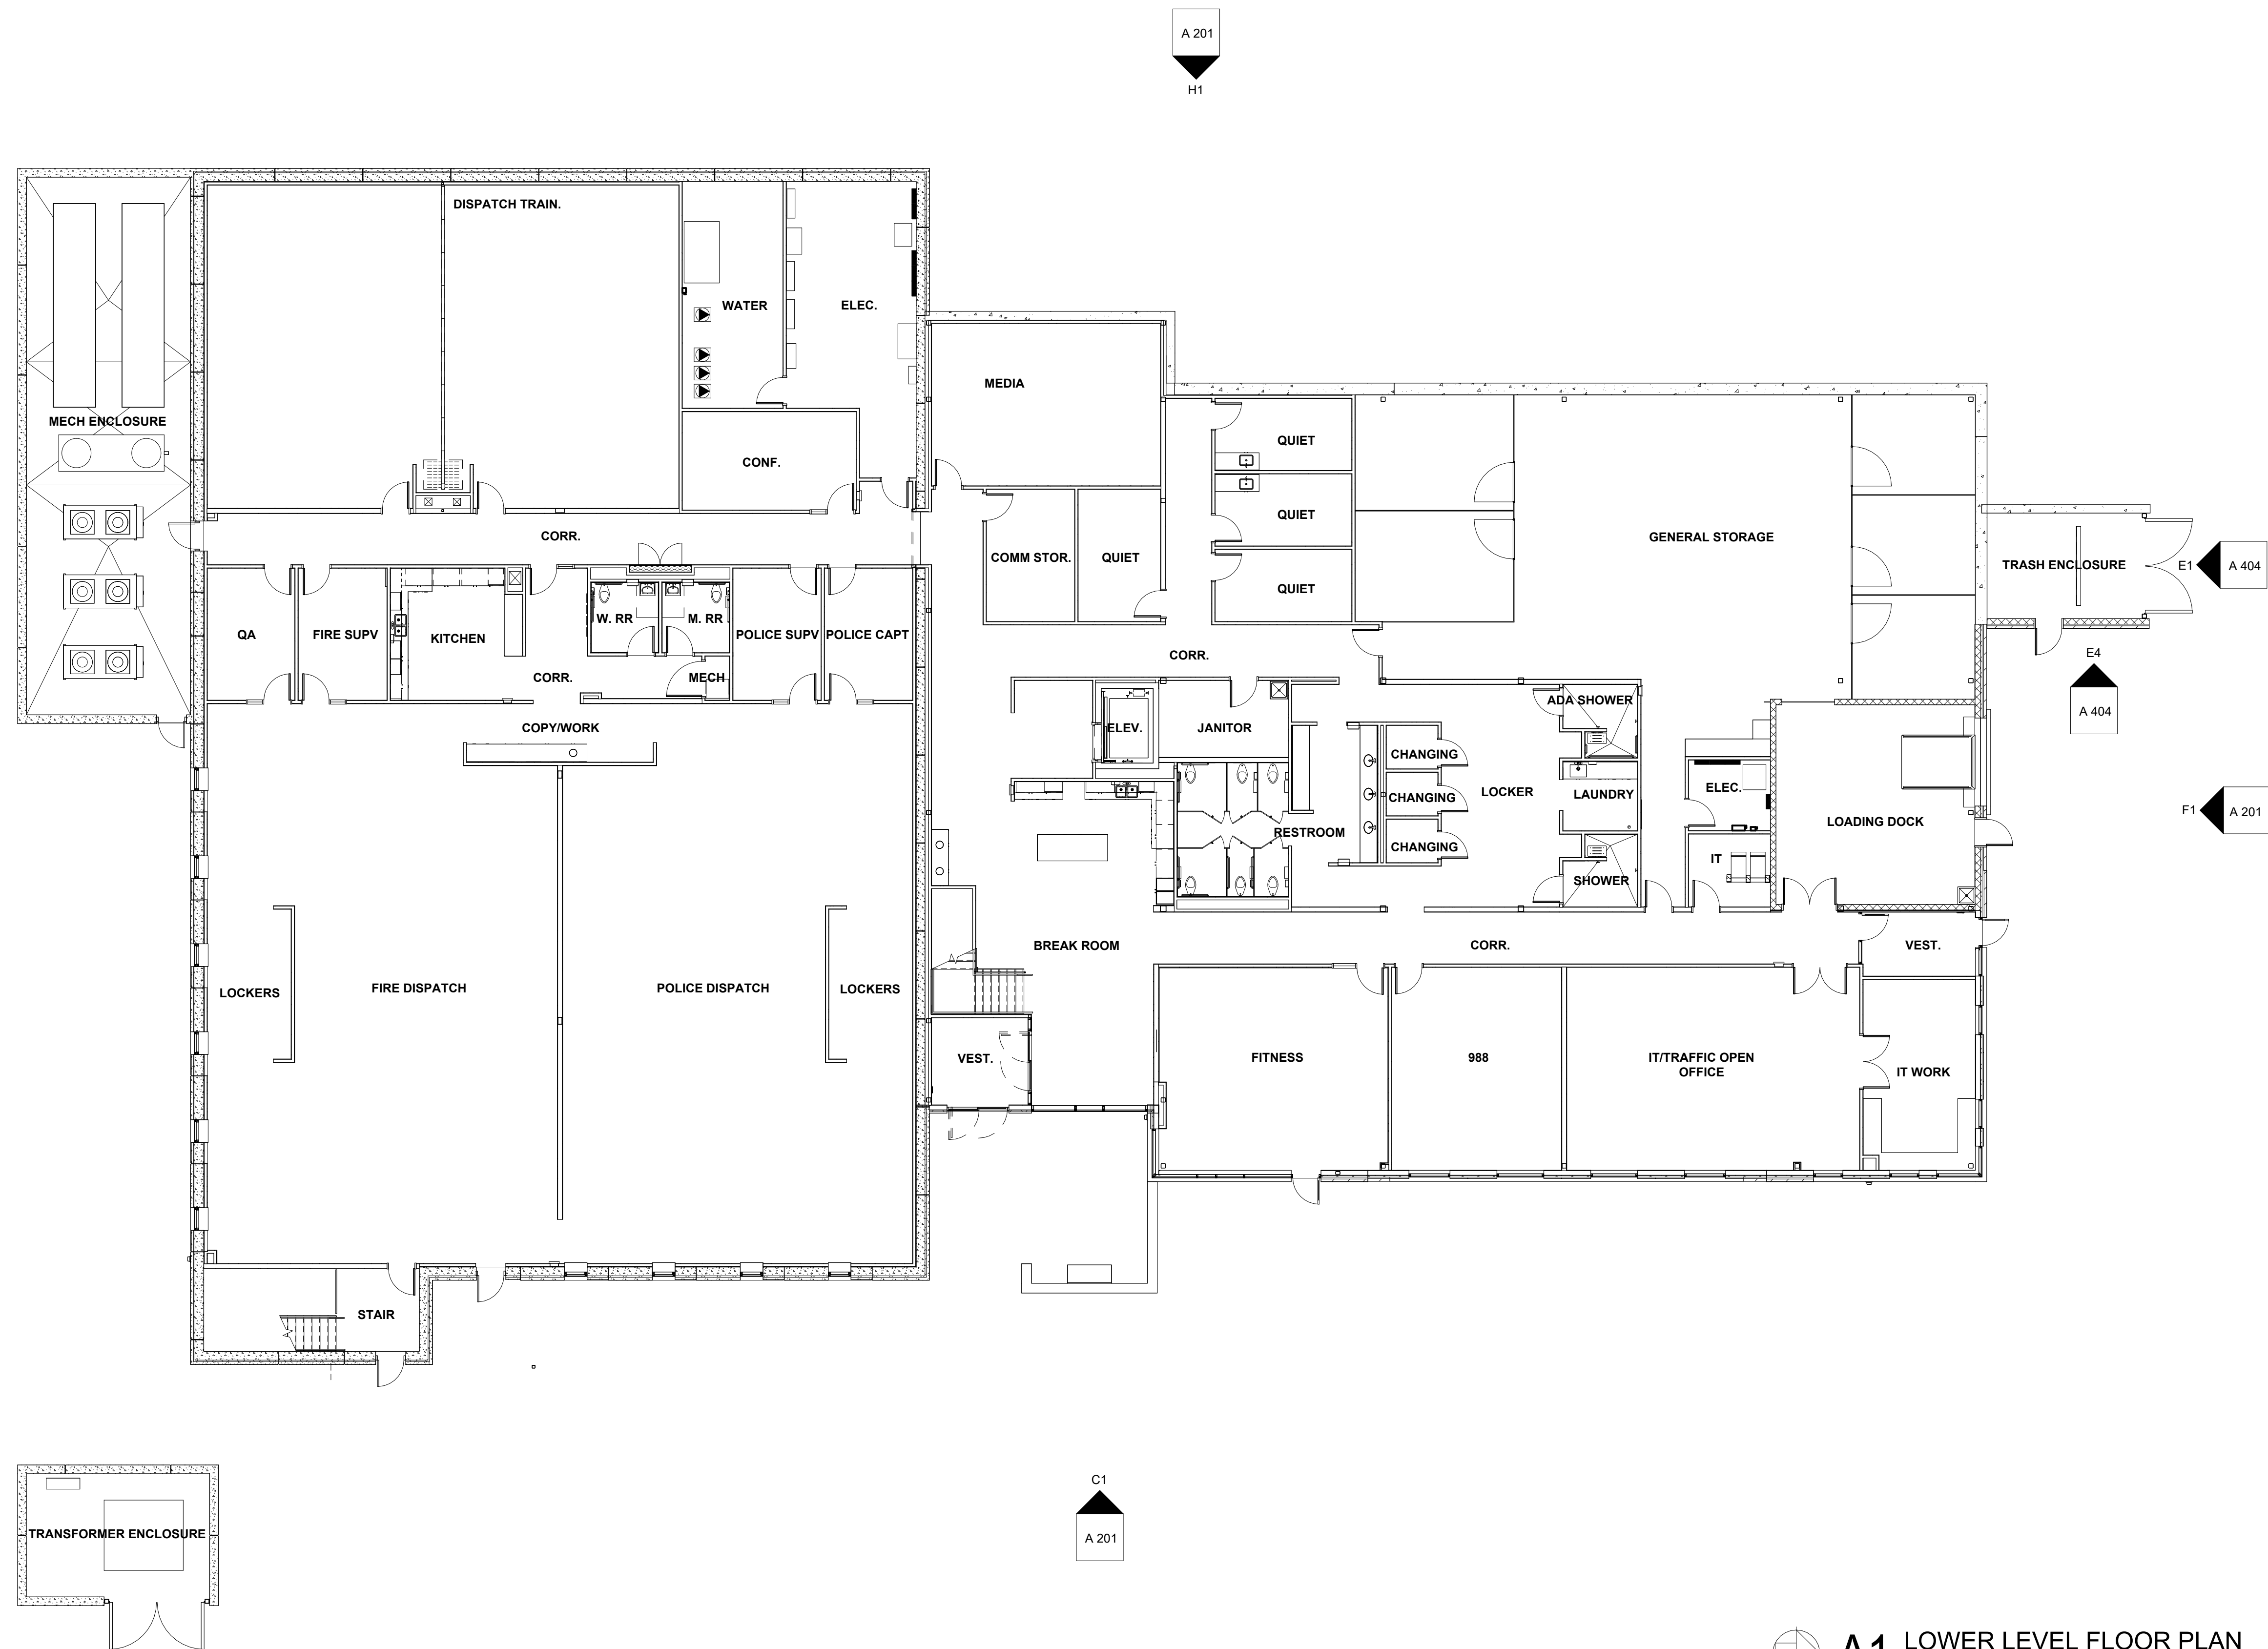 A 201
H1
DISPATCH TRAIN.
WATER
ELEC.
MEDIA
MECH ENCLOSURE
CONF.
QUIET
QUIET
CORR.
COMM STOR.
QUIET
GENERAL STORAGE
TRASH ENCLOSURE
E1
A 404
QUIET
QA
FIRE SUPV
KITCHEN
W. RR
M. RR
POLICE SUPV
POLICE CAPT
CORR.
CORR.
MECH
E4
A 404
COPY/WORK
ELEV.
JANITOR
ADA SHOWER
CHANGING
CHANGING
LOCKER
LAUNDRY
ELEC.
LOADING DOCK
F1
A 201
RESTROOM
CHANGING
IT
SHOWER
BREAK ROOM
CORR.
VEST.
LOCKERS
FIRE DISPATCH
POLICE DISPATCH
LOCKERS
VEST.
FITNESS
988
IT/TRAFFIC OPEN
OFFICE
IT WORK
STAIR
C1
A 201
TRANSFORMER ENCLOSURE
A1
LOWER LEVEL FLOOR PLAN